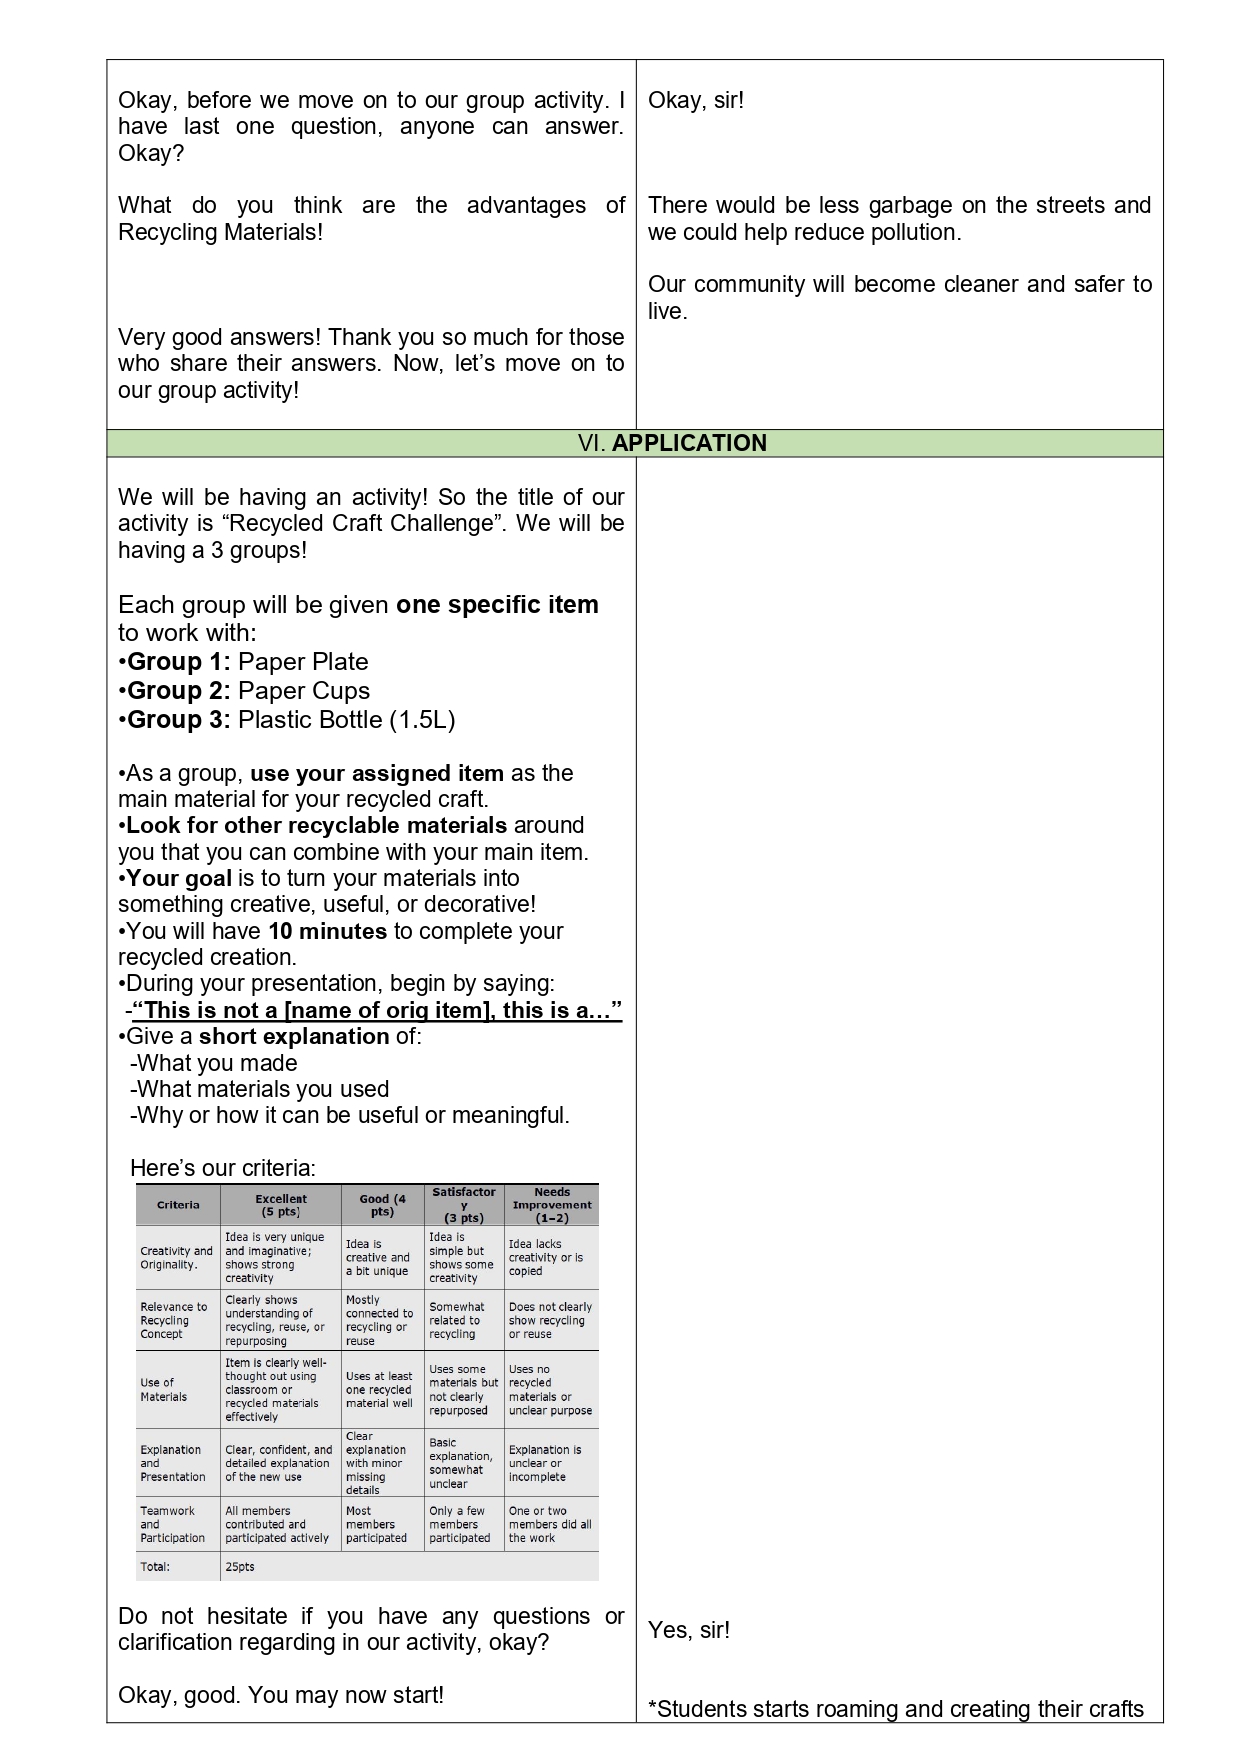 Okay, before we move on to our group activity. I
have last one question, anyone can answer.
Okay?
Okay, sir!
What do you think are the advantages of
Recycling Materials!
There would be less garbage on the streets and
we could help reduce pollution.
Our community will become cleaner and safer to
live.
Very good answers! Thank you so much for those
who share their answers. Now, let’s move on to
our group activity!
VI. APPLICATION
We will be having an activity! So the title of our
activity is “Recycled Craft Challenge”. We will be
having a 3 groups!
Each group will be given one specific item
to work with:
•Group 1: Paper Plate
•Group 2: Paper Cups
•Group 3: Plastic Bottle (1.5L)
•As a group, use your assigned item as the
main material for your recycled craft.
•Look for other recyclable materials around
you that you can combine with your main item.
•Your goal is to turn your materials into
something creative, useful, or decorative!
•You will have 10 minutes to complete your
recycled creation.
•During your presentation, begin by saying:
-“This is not a [name of orig item], this is a…”
•Give a short explanation of:
-What you made
-What materials you used
-Why or how it can be useful or meaningful.
Here’s our criteria:
Criteria
Excellent
(5 pts)
Good (4
pts)
Satisfactor
y
(3 pts)
Needs
Improvement
(1–2)
Creativity and
Originality.
Idea is very unique
and imaginative;
shows strong
creativity
Idea is
creative and
a bit unique
Idea is
simple but
shows some
creativity
Idea lacks
creativity or is
copied
Relevance to
Recycling
Concept
Clearly shows
understanding of
recycling, reuse, or
repurposing
Mostly
connected to
recycling or
reuse
Somewhat
related to
recycling
Does not clearly
show recycling
or reuse
Use of
Materials
Item is clearly well-
thought out using
classroom or
recycled materials
effectively
Uses at least
one recycled
material well
Uses some
materials but
not clearly
repurposed
Uses no
recycled
materials or
unclear purpose
Explanation
and
Presentation
Clear, confident, and
detailed explanation
of the new use
Clear
explanation
with minor
missing
details
Basic
explanation,
somewhat
unclear
Explanation is
unclear or
incomplete
Teamwork
and
Participation
All members
contributed and
participated actively
Most
members
participated
Only a few
members
participated
One or two
members did all
the work
Total:
25pts
Do not hesitate if you have any questions or
clarification regarding in our activity, okay?
Yes, sir!
Okay, good. You may now start!
*Students starts roaming and creating their crafts